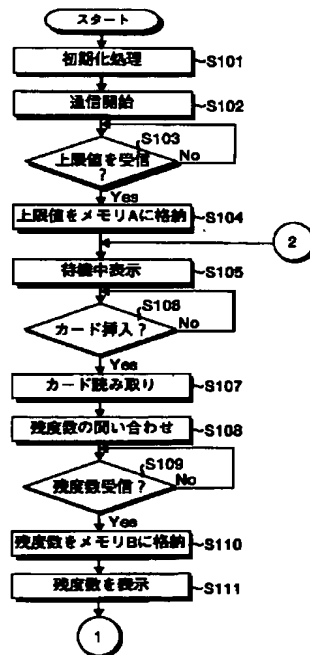 スタート
初期化処理
S101
通信開始
S102
S103
上限値を受信
?
No
Yes
上限値をメモリAに格納
S104
2
待機中表示
S105
S108
カード挿入?
No
Yes
カード読み取り
S107
残度数の問い合わせ
S108
S109
残度数受信?
No
Yes
残度数をメモリBに格納
S110
残度数を表示
S111
1